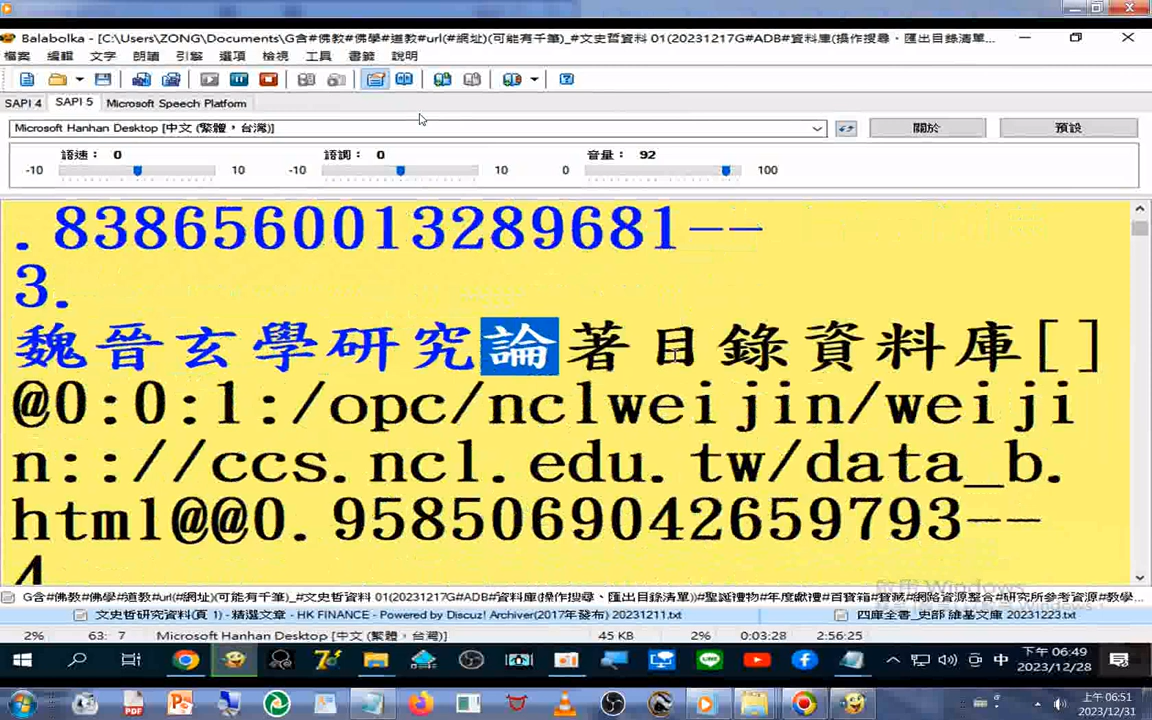 Balabolka - [C:\Users\ZONG\Documents\G含#佛教#佛學#道教#url(#網址)(可能有千筆)_#文史哲資料 01(20231217G#ADB#資料庫(操作搜尋、匯出目錄清單...
檔案 編輯 文字 朗讀 引擎 選項 檢視 工具 書籤 說明
SAPI 4 SAPI 5 Microsoft Speech Platform
Microsoft Hanhan Desktop [中文 (繁體，台灣)] 關於 預設
語速： 0 語調： 0 音量： 92
-10 10 -10 10 0 100
.8386560013289681--
3.
魏晉玄學研究論著目錄資料庫[]
@0:0:1:/opc/nclweijin/weiji
n:://ccs.ncl.edu.tw/data_b.
html@@0.9585069042659793--
4
G含#佛教#佛學#道教#url(#網址)(可能有千筆)_#文史哲資料 01(20231217G#ADB#資料庫(操作搜尋、匯出目錄清單))#聖誕禮物#年度獻禮#百寶箱#寶藏#網路資源整合#研究所參考資源#教學...
文史哲研究資料(頁 1) - 精選文章 - HK FINANCE - Powered by Discuz! Archiver(2017年發布) 20231211.txt 四庫全書_史部 維基文庫 20231223.txt
2% 63: 7 Microsoft Hanhan Desktop [中文 (繁體，台灣)] 45 KB 2% 0:03:28 2:56:25
中 下午 06:49
2023/12/28
上午 06:51
2023/12/31